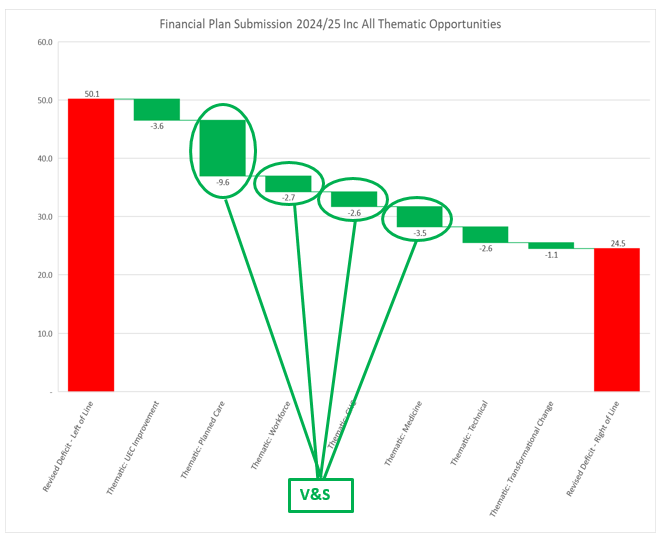 Financial Plan Submission 2024/25 Inc All Thematic Opportunities
60.0
50.0
40.0
30.0
20.0
10.0
-
50.1
-3.6
-9.6
-2.7
-2.6
-3.5
-2.6
-1.1
24.5
Revised Deficit - Left of Line
Thematic: UEC Improvement
Thematic: Planned Care
Thematic: Workforce
Thematic:
Thematic: Medicine
Thematic: Technical
Thematic: Transformational Change
Revised Deficit - Right of Line
V&S